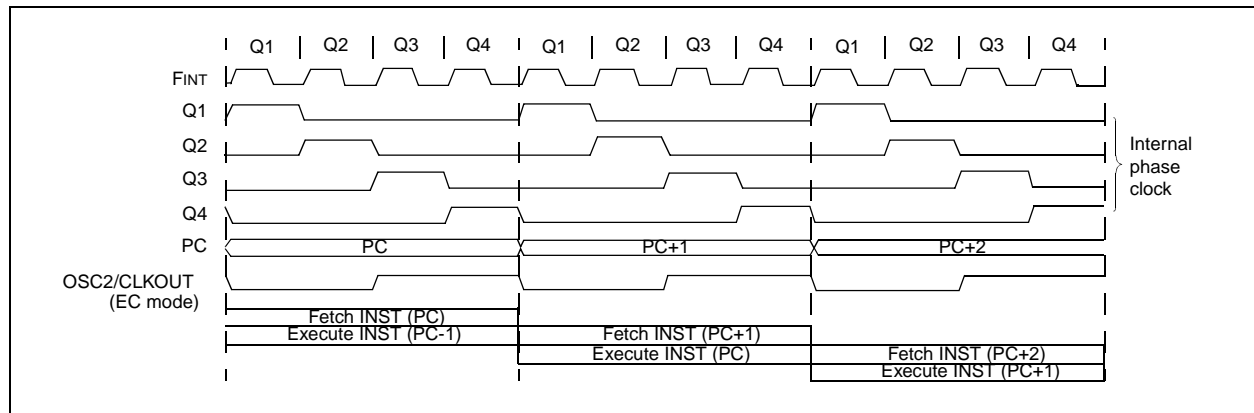 Q1 Q2 Q3 Q4 Q1 Q2 Q3 Q4 Q1 Q2 Q3 Q4
FINT
Q1
Q2
Q3
Q4
Internal
phase
clock
PC PC PC+1 PC+2
OSC2/CLKOUT
(EC mode)
Fetch INST (PC)
Execute INST (PC-1) Fetch INST (PC+1)
Execute INST (PC) Fetch INST (PC+2)
Execute INST (PC+1)